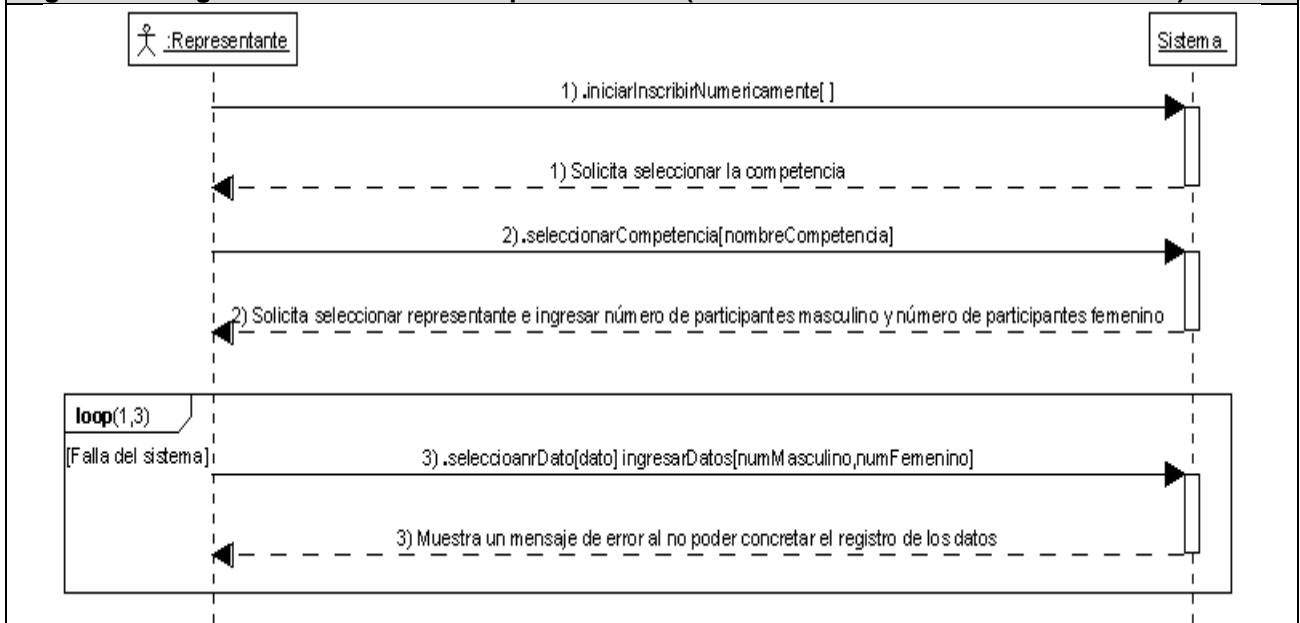 :Representante
Sistema
1) .iniciarInscribirNumericamente[ ]
1) Solicita seleccionar la competencia
2).seleccionarCompetencia[nombreCompetencia]
2) Solicita seleccionar representante e ingresar número de participantes masculino y número de participantes femenino
loop(1,3)
[Falla del sistema]
3) .seleccioanrDato[dato] ingresarDatos[numMasculino,numFemenino]
3) Muestra un mensaje de error al no poder concretar el registro de los datos